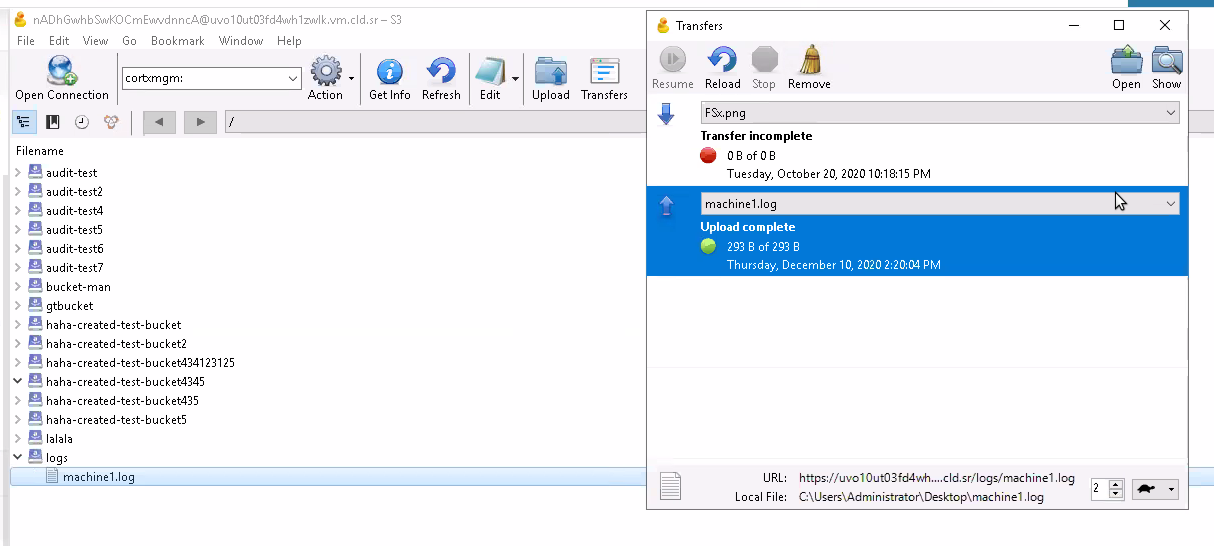 nADhGwhbSwKOCmEwvdnncA@uvo10ut03fd4wh1zwlk.vm.cld.sr – S3
File Edit View Go Bookmark Window Help
Open Connection
cortxmgm:
Action
Get Info
Refresh
Edit
Upload
Transfers
/
Filename
audit-test
audit-test2
audit-test4
audit-test5
audit-test6
audit-test7
bucket-man
gtbucket
haha-created-test-bucket
haha-created-test-bucket2
haha-created-test-bucket434123125
haha-created-test-bucket4345
haha-created-test-bucket435
haha-created-test-bucket5
lalala
logs
machine1.log
Transfers
Resume Reload Stop Remove Open Show
FSx.png
Transfer incomplete
0 B of 0 B
Tuesday, October 20, 2020 10:18:15 PM
machine1.log
Upload complete
293 B of 293 B
Thursday, December 10, 2020 2:20:04 PM
URL: https://uvo10ut03fd4wh....cld.sr/logs/machine1.log
Local File: C:\Users\Administrator\Desktop\machine1.log
2